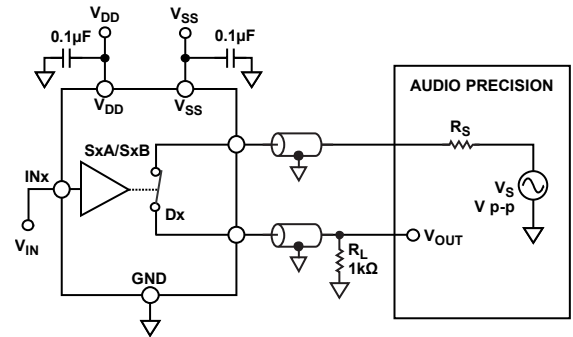 VDD
VSS
0.1µF
0.1µF
VDD
VSS
AUDIO PRECISION
RS
SxA/SxB
INx
VS
V p-p
Dx
VIN
VOUT
RL
1kΩ
GND